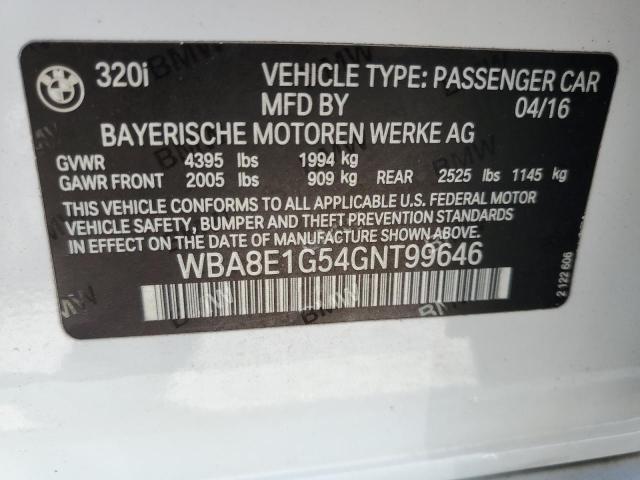 BMW 320i VEHICLE TYPE: PASSENGER CAR
MFD BY 04/16
BAYERISCHE MOTOREN WERKE AG
GVWR 4395 lbs 1994 kg
GAWR FRONT 2005 lbs 909 kg REAR 2525 lbs 1145 kg
THIS VEHICLE CONFORMS TO ALL APPLICABLE U.S. FEDERAL MOTOR
VEHICLE SAFETY, BUMPER AND THEFT PREVENTION STANDARDS
IN EFFECT ON THE DATE OF MANUFACTURE SHOWN ABOVE.
WBA8E1G54GNT99646
2 122 606